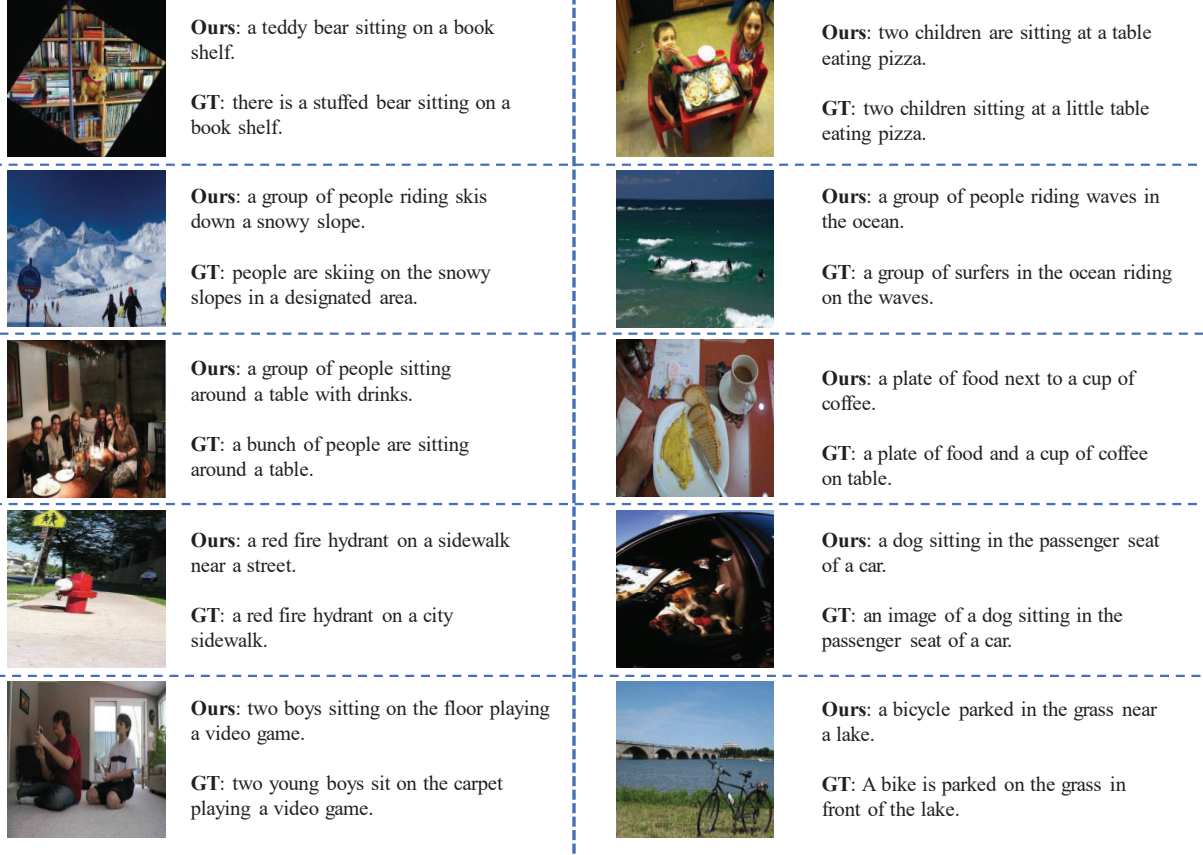 Ours: a teddy bear sitting on a book
shelf.
GT: there is a stuffed bear sitting on a
book shelf.
Ours: two children are sitting at a table
eating pizza.
GT: two children sitting at a little table
eating pizza.
Ours: a group of people riding skis
down a snowy slope.
GT: people are skiing on the snowy
slopes in a designated area.
Ours: a group of people riding waves in
the ocean.
GT: a group of surfers in the ocean riding
on the waves.
Ours: a group of people sitting
around a table with drinks.
GT: a bunch of people are sitting
around a table.
Ours: a plate of food next to a cup of
coffee.
GT: a plate of food and a cup of coffee
on table.
Ours: a red fire hydrant on a sidewalk
near a street.
GT: a red fire hydrant on a city
sidewalk.
Ours: a dog sitting in the passenger seat
of a car.
GT: an image of a dog sitting in the
passenger seat of a car.
Ours: two boys sitting on the floor playing
a video game.
GT: two young boys sit on the carpet
playing a video game.
Ours: a bicycle parked in the grass near
a lake.
GT: A bike is parked on the grass in
front of the lake.